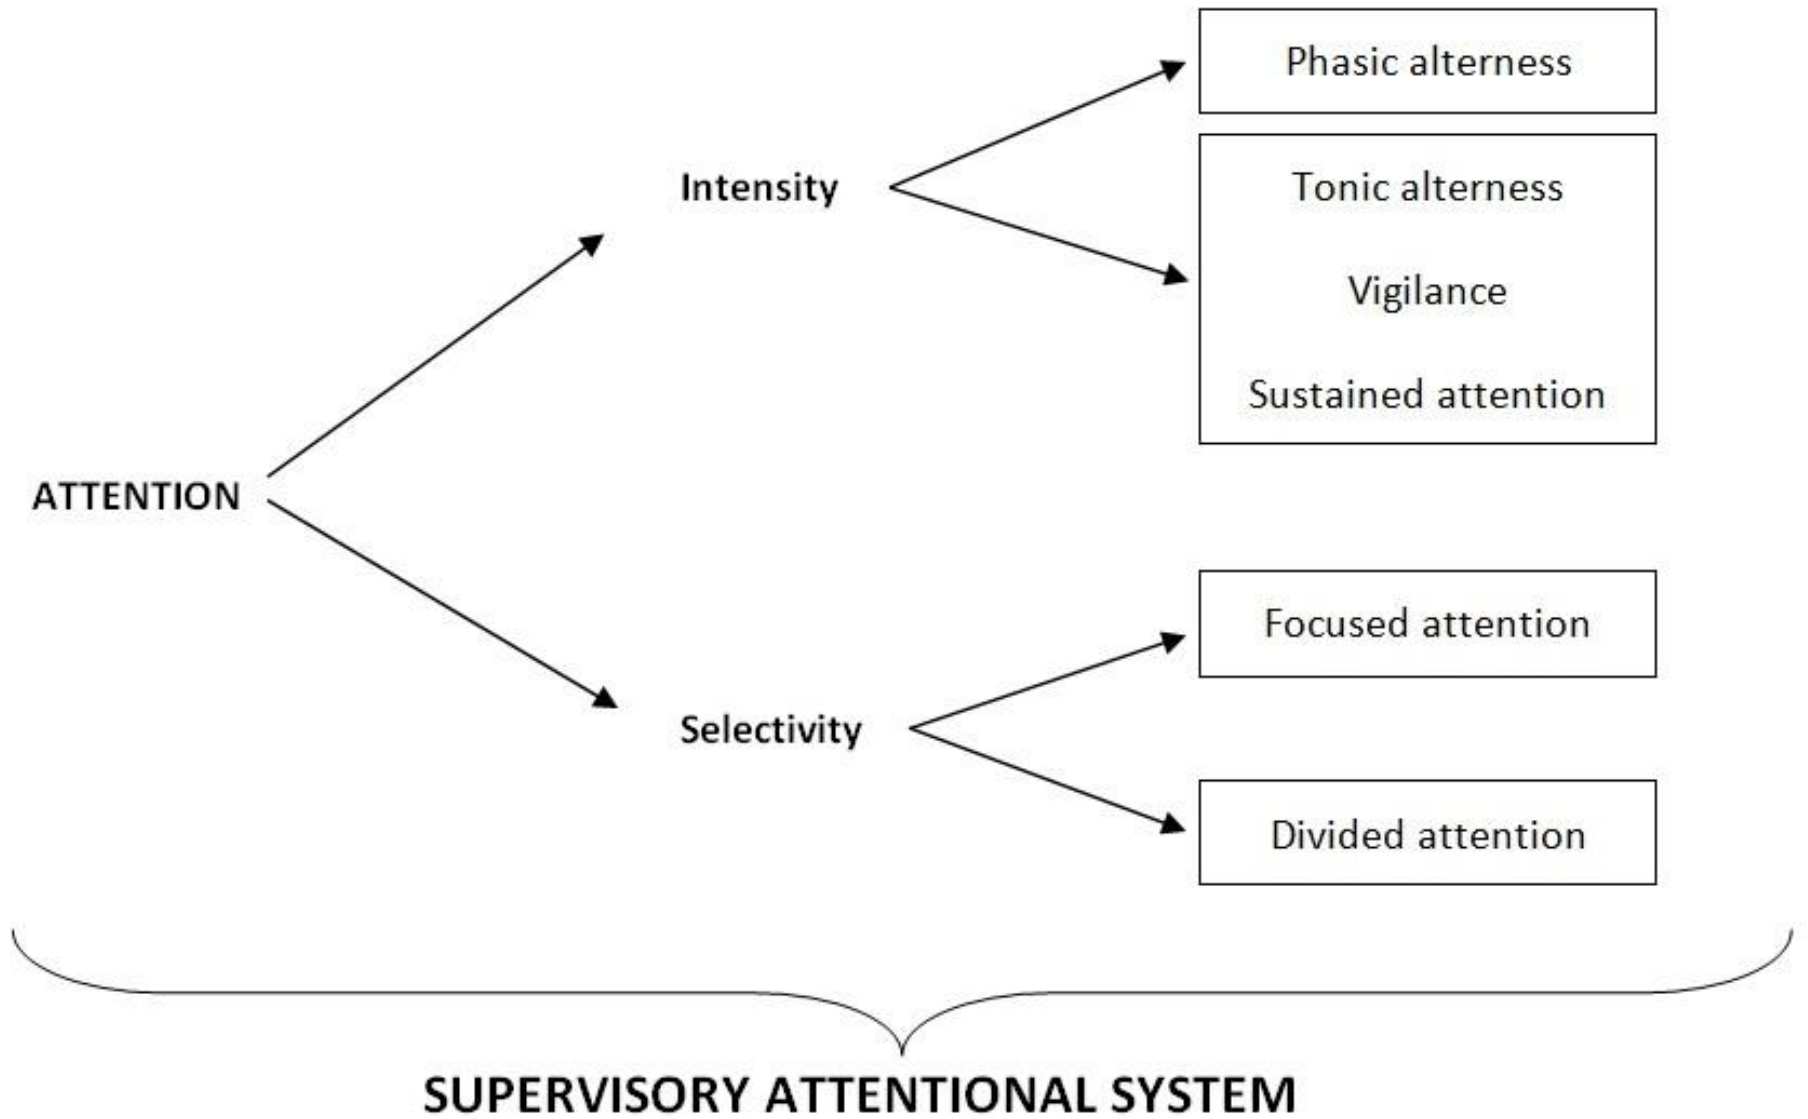 Phasic alterness
Intensity
Tonic alterness
Vigilance
Sustained attention
ATTENTION
Focused attention
Selectivity
Divided attention
SUPERVISORY ATTENTIONAL SYSTEM